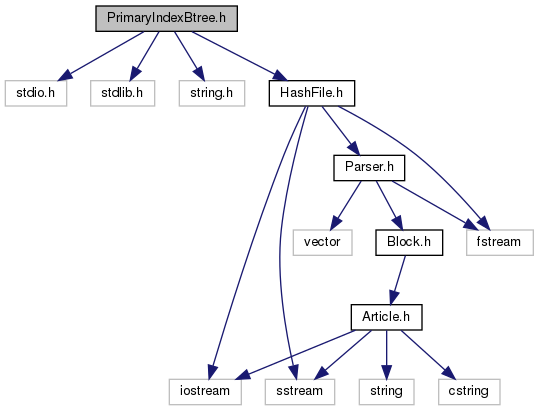 PrimaryIndexBtree.h
stdio.h
stdlib.h
string.h
HashFile.h
Parser.h
vector
Block.h
fstream
Article.h
iostream
sstream
string
cstring